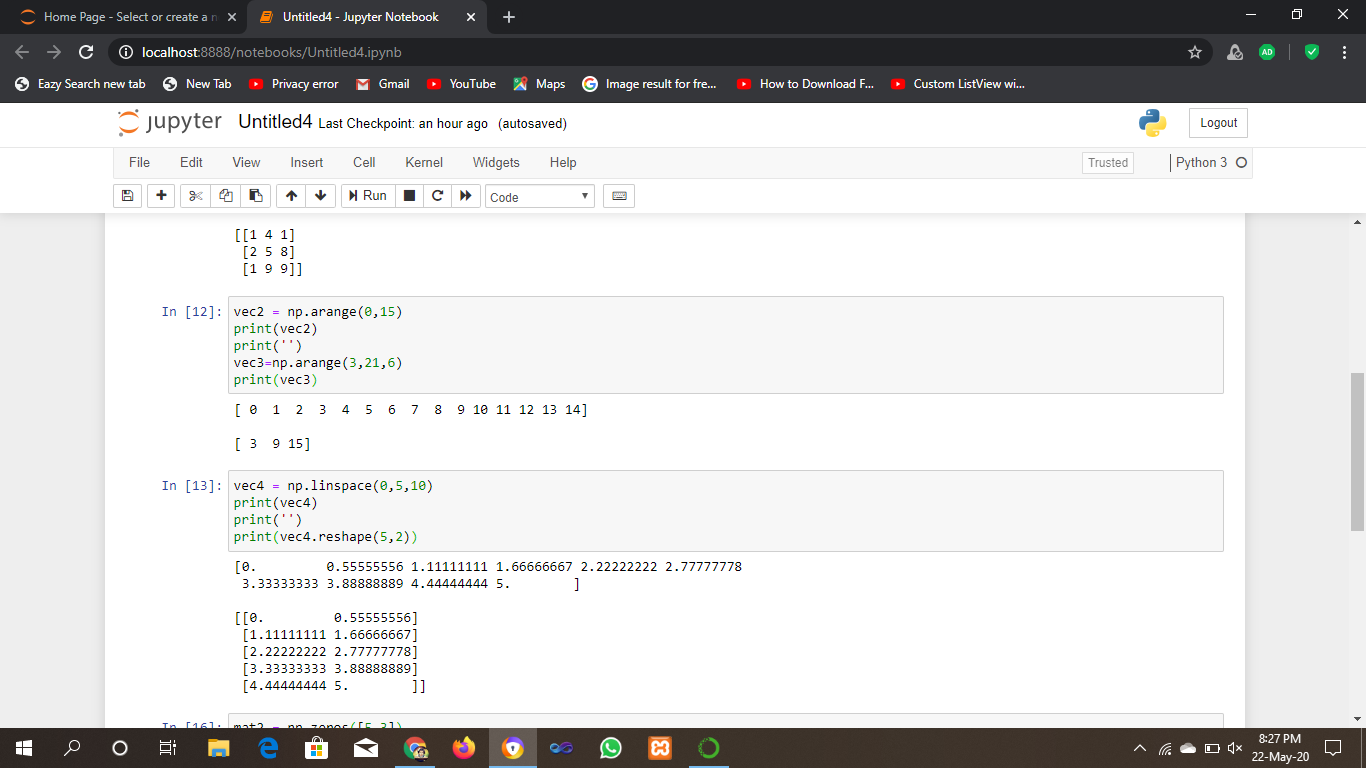 Home Page - Select or create a n
Untitled4 - Jupyter Notebook
localhost:8888/notebooks/Untitled4.ipynb
AD
Eazy Search new tab
New Tab
Privacy error
Gmail
YouTube
Maps
Image result for fre...
How to Download F...
Custom ListView wi...
jupyter Untitled4 Last Checkpoint: an hour ago (autosaved)
Logout
File Edit View Insert Cell Kernel Widgets Help
Trusted
Python 3
Run
Code
[[1 4 1]
[2 5 8]
[1 9 9]]
In [12]:
vec2 = np.arange(0,15)
print(vec2)
print('')
vec3=np.arange(3,21,6)
print(vec3)
[ 0 1 2 3 4 5 6 7 8 9 10 11 12 13 14]
[ 3 9 15]
In [13]:
vec4 = np.linspace(0,5,10)
print(vec4)
print('')
print(vec4.reshape(5,2))
[0. 0.55555556 1.11111111 1.66666667 2.22222222 2.77777778
3.33333333 3.88888889 4.44444444 5. ]
[[0. 0.55555556]
[1.11111111 1.66666667]
[2.22222222 2.77777778]
[3.33333333 3.88888889]
[4.44444444 5. ]]
In [16]:
mat2 = np.zeros([5,3])
8:27 PM
22-May-20